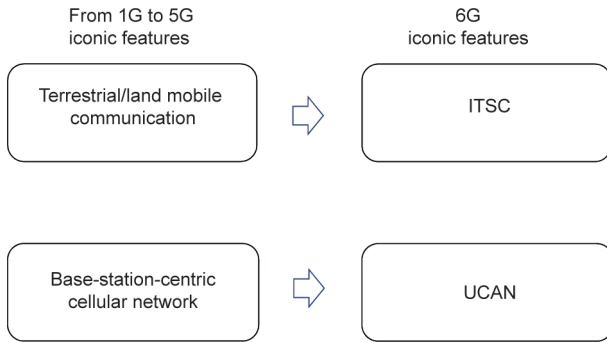 From 1G to 5G
iconic features
6G
iconic features
Terrestrial/land mobile
communication
ITSC
Base-station-centric
cellular network
UCAN